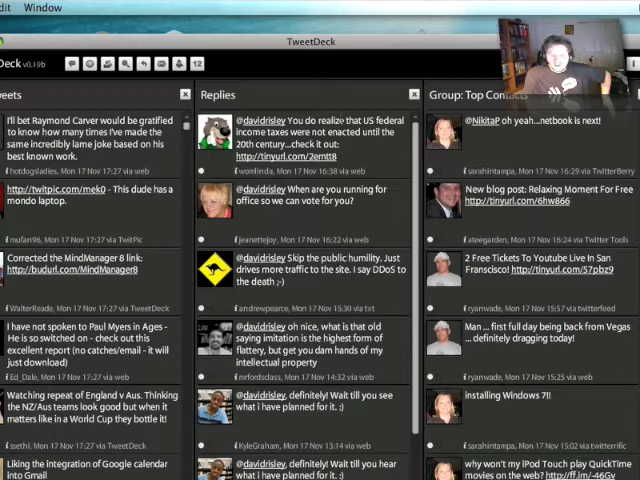 dit Window
TweetDeck
Deck v0.19b
12
weets
Replies
Group: Top Contacts
I'll bet Raymond Carver would be gratified
to know how many times I've made the
same incredibly lame joke based on his
best known work.
hotdogsladies, Mon 17 Nov 17:27 via web
http://twitpic.com/mek0 - This dude has a
mondo laptop.
mufan96, Mon 17 Nov 17:27 via TwitPic
Corrected the MindManager 8 link:
http://budurl.com/MindManager8
WalterReade, Mon 17 Nov 17:27 via TweetDeck
I have not spoken to Paul Myers in Ages -
He is so switched on - check out this
excellent report (no catches/email - it will
just download)
Ed_Dale, Mon 17 Nov 17:27 via web
Watching repeat of England v Aus. Thinking
the NZ/Aus teams look good but when it
matters like in a World Cup they bottle it!
ssethi, Mon 17 Nov 17:27 via TweetDeck
Liking the integration of Google calendar
into Gmail
@davidrisley You do realize that US federal
income taxes were not enacted until the
20th century...check it out:
http://tinyurl.com/2emtt8
womlinda, Mon 17 Nov 16:38 via web
@davidrisley When are you running for
office so we can vote for you?
jeanettejoy, Mon 17 Nov 16:22 via web
@davidrisley Skip the public humility. Just
drives more traffic to the site. I say DDoS to
the death ;-)
andrewpearce, Mon 17 Nov 15:30 via txt
@davidrisley oh nice, what is that old
saying imitation is the highest form of
flattery, but get you dam hands of my
intellectual property
mrfordsclass, Mon 17 Nov 14:32 via web
@davidrisley, definitely! Wait till you see
what i have planned for it. :)
KyleGraham, Mon 17 Nov 13:14 via web
@davidrisley, definitely! Wait till you hear
what i have planned for it. :)
@NikitaP oh yeah...netbook is next!
sarahintampa, Mon 17 Nov 16:29 via TwitterBerry
New blog post: Relaxing Moment For Free
http://tinyurl.com/6hw866
ateegarden, Mon 17 Nov 16:24 via Twitter Tools
2 Free Tickets To Youtube Live In San
Franscisco! http://tinyurl.com/57pbz9
ryanwade, Mon 17 Nov 15:57 via twitterfeed
Man ... first full day being back from Vegas
... definitely dragging today!
ryanwade, Mon 17 Nov 15:25 via web
installing Windows 7!!
sarahintampa, Mon 17 Nov 15:02 via twitterrific
why won't my iPod Touch play QuickTime
movies on the web? http://ff.im/-46Gv